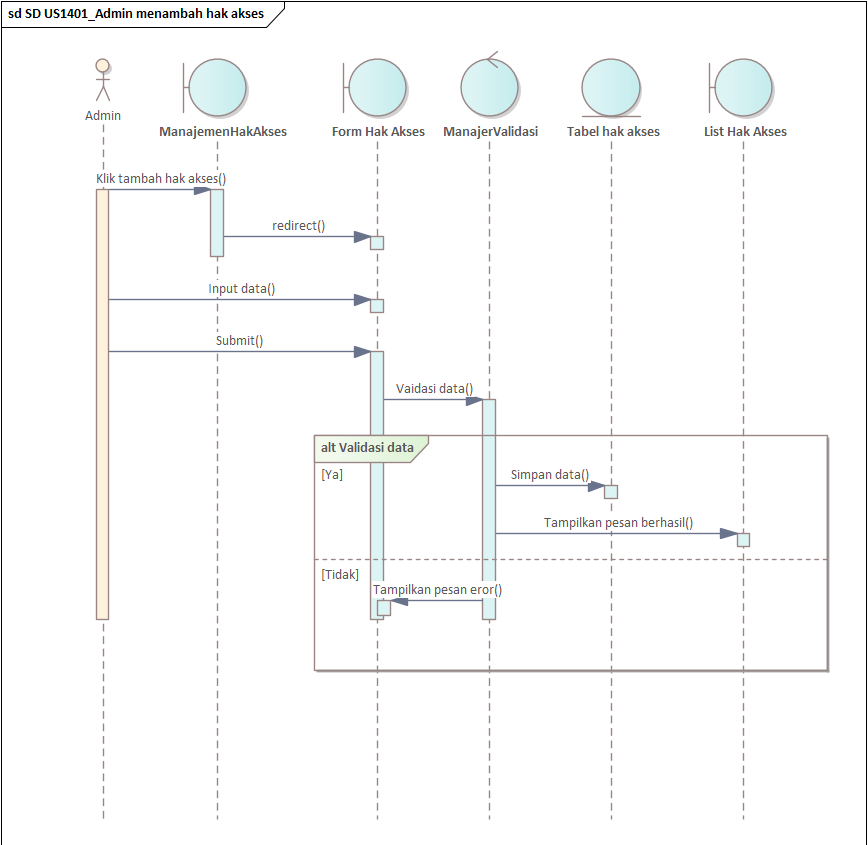 sd SD US1401_Admin menambah hak akses
Admin
ManajemenHakAkses
Form Hak Akses
ManajerValidasi
Tabel hak akses
List Hak Akses
Klik tambah hak akses()
redirect()
Input data()
Submit()
Vaidasi data()
alt Validasi data
[Ya]
Simpan data()
Tampilkan pesan berhasil()
[Tidak]
Tampilkan pesan eror()